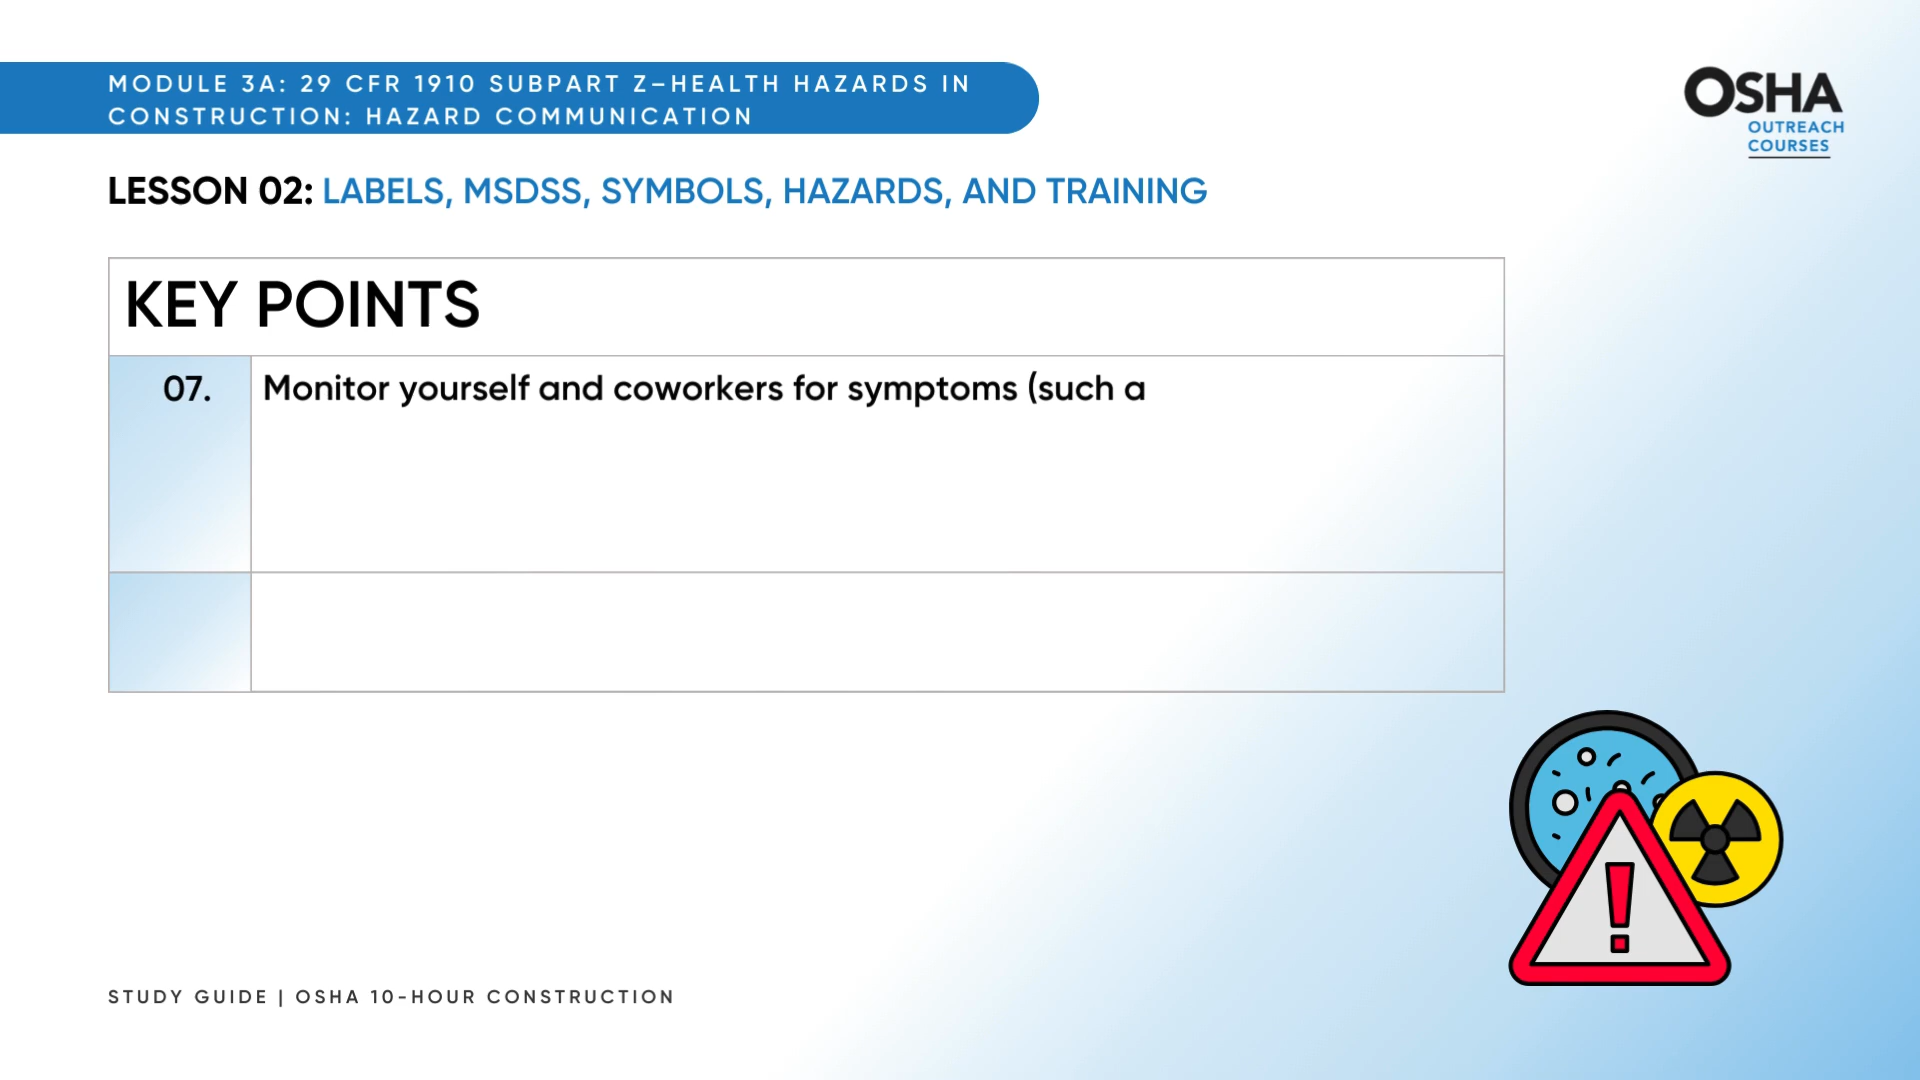 MODULE 3A: 29 CFR 1910 SUBPART Z–HEALTH HAZARDS IN
CONSTRUCTION: HAZARD COMMUNICATION
OSHA
OUTREACH
COURSES
LESSON 02: LABELS, MSDSS, SYMBOLS, HAZARDS, AND TRAINING
KEY POINTS
07. Monitor yourself and coworkers for symptoms (such a
STUDY GUIDE | OSHA 10-HOUR CONSTRUCTION